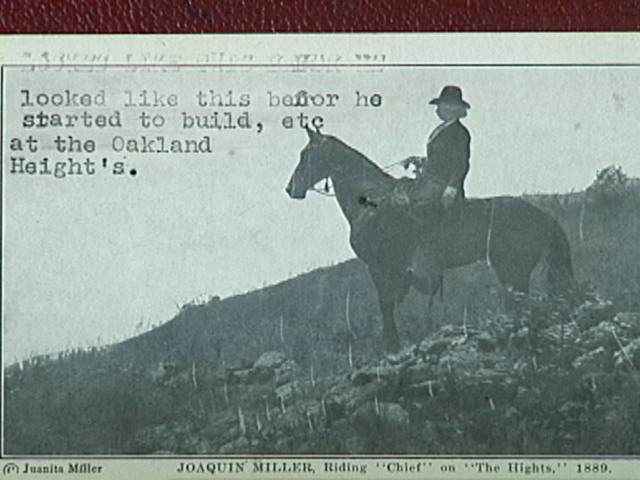 looked like this befor he
started to build, etc
at the Oakland
Height's.
© Juanita Miller
JOAQUIN MILLER, Riding "Chief" on "The Hights," 1889.